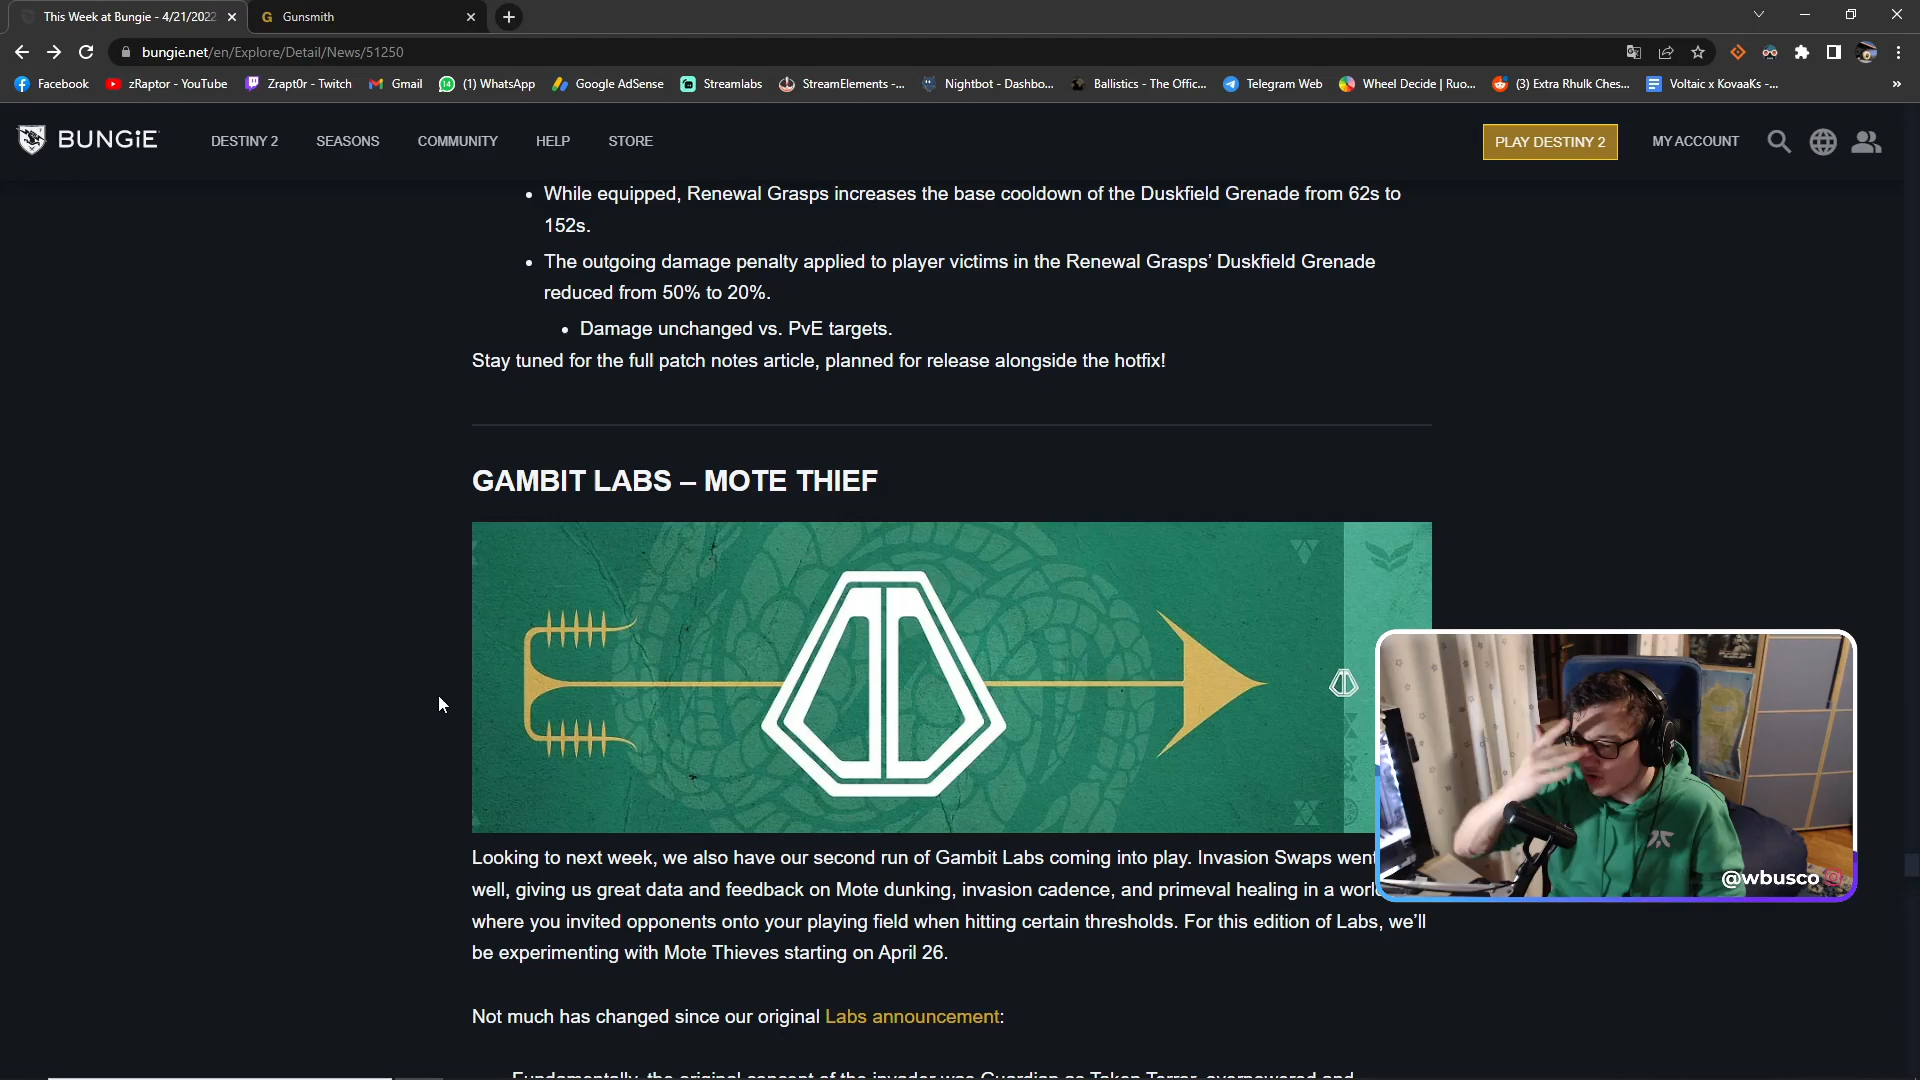 This Week at Bungie - 4/21/2022
Gunsmith
bungie.net/en/Explore/Detail/News/51250
Facebook
zRaptor - YouTube
Zrapt0r - Twitch
Gmail
(1) WhatsApp
Google AdSense
Streamlabs
StreamElements -...
Nightbot - Dashbo...
Ballistics - The Offic...
Telegram Web
Wheel Decide | Ruo...
(3) Extra Rhulk Ches...
Voltaic x KovaaKs -...
BUNGiE
DESTINY 2
SEASONS
COMMUNITY
HELP
STORE
PLAY DESTINY 2
MY ACCOUNT
• While equipped, Renewal Grasps increases the base cooldown of the Duskfield Grenade from 62s to
152s.
• The outgoing damage penalty applied to player victims in the Renewal Grasps’ Duskfield Grenade
reduced from 50% to 20%.
• Damage unchanged vs. PvE targets.
Stay tuned for the full patch notes article, planned for release alongside the hotfix!
GAMBIT LABS – MOTE THIEF
Looking to next week, we also have our second run of Gambit Labs coming into play. Invasion Swaps went
well, giving us great data and feedback on Mote dunking, invasion cadence, and primeval healing in a world
where you invited opponents onto your playing field when hitting certain thresholds. For this edition of Labs, we’ll
be experimenting with Mote Thieves starting on April 26.
@wbusco
Not much has changed since our original Labs announcement:
Fundamentally, the original concept of the invader was Guardian as Taken Terror, overpowered and